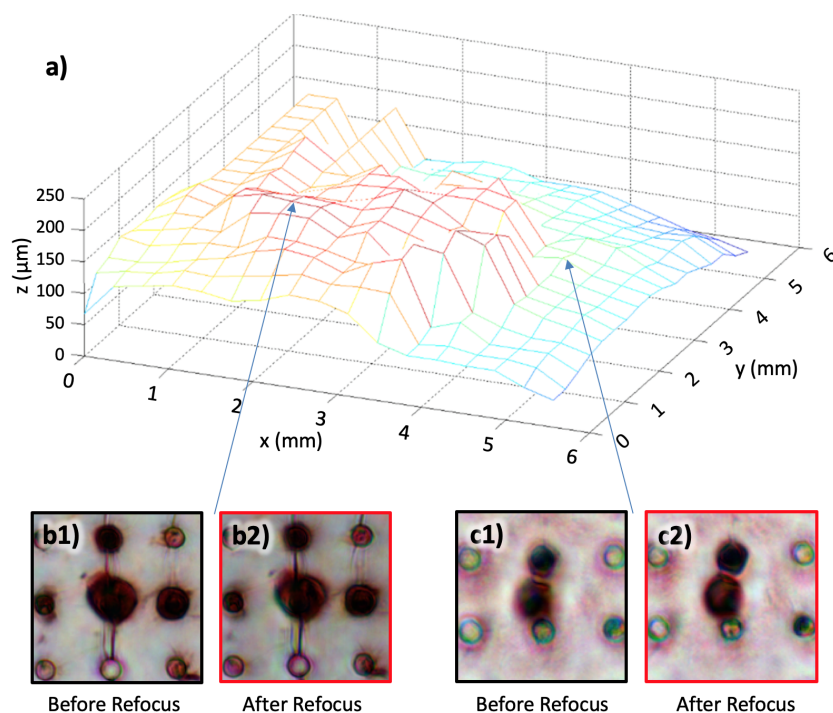 a)
250
200
150
100
50
0
z (µm)
0
1
2
3
4
5
6
x (mm)
0
1
2
3
4
5
6
y (mm)
b1)
b2)
c1)
c2)
Before Refocus
After Refocus
Before Refocus
After Refocus